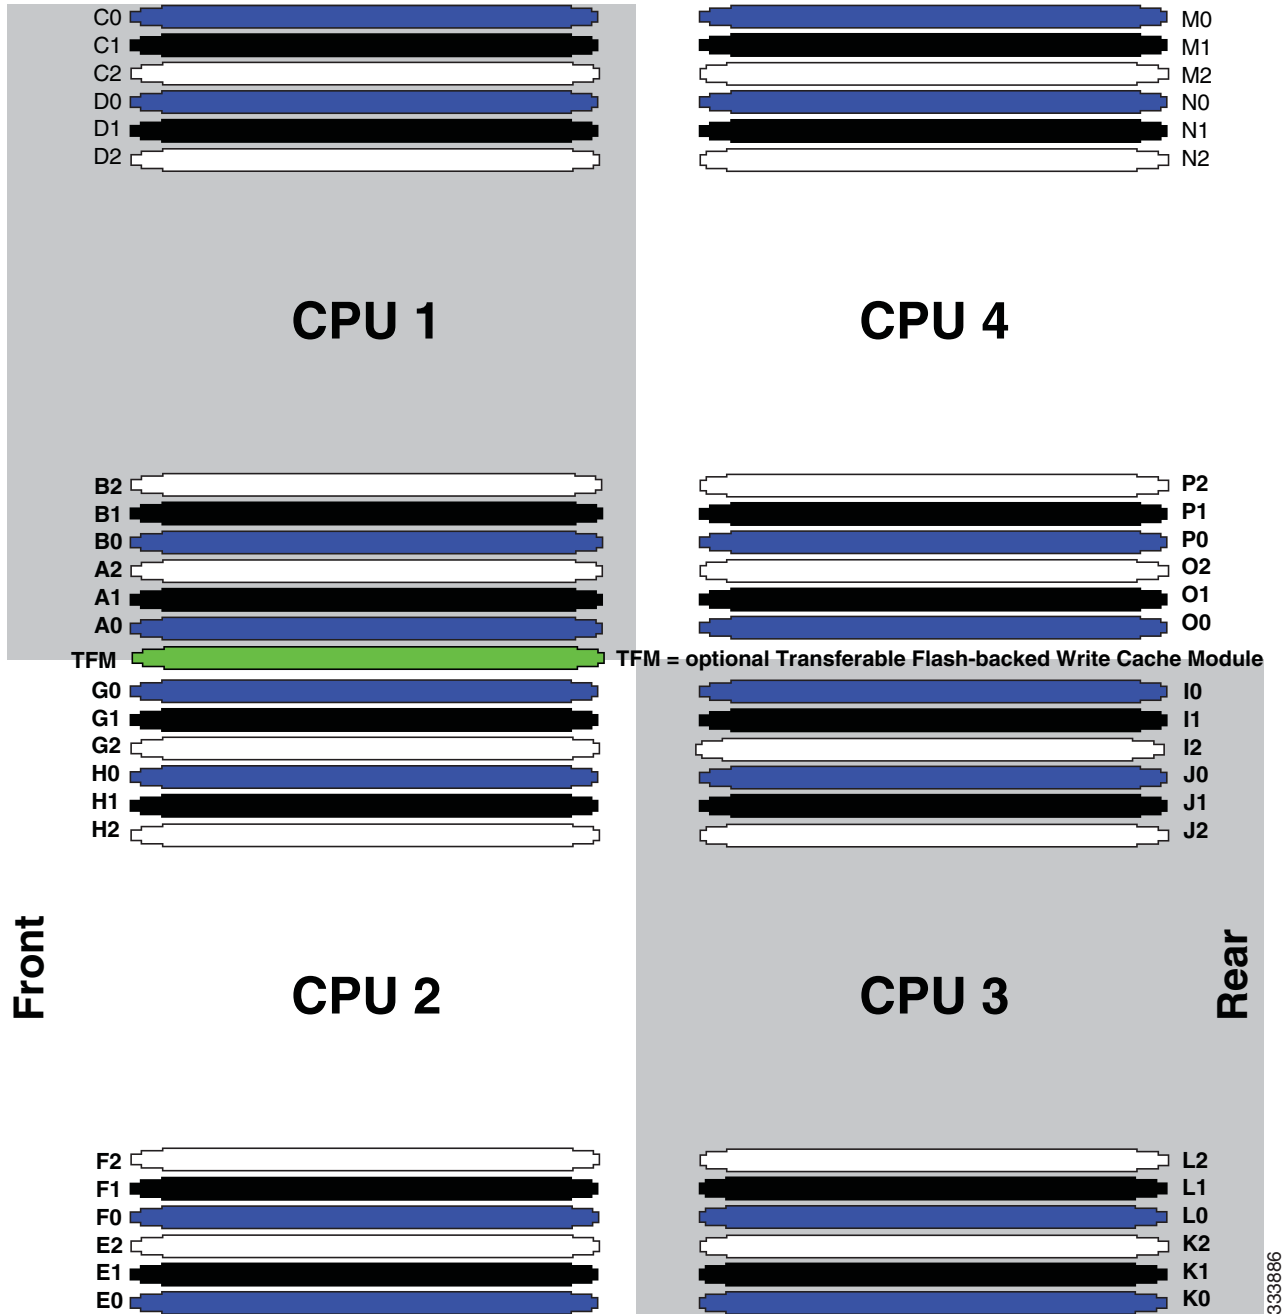 C0
C1
C2
D0
D1
D2
M0
M1
M2
N0
N1
N2
CPU 1
CPU 4
B2
B1
B0
A2
A1
A0
P2
P1
P0
O2
O1
O0
TFM
TFM = optional Transferable Flash-backed Write Cache Module
G0
G1
G2
H0
H1
H2
I0
I1
I2
J0
J1
J2
Front
CPU 2
CPU 3
Rear
F2
F1
F0
E2
E1
E0
L2
L1
L0
K2
K1
K0
333886